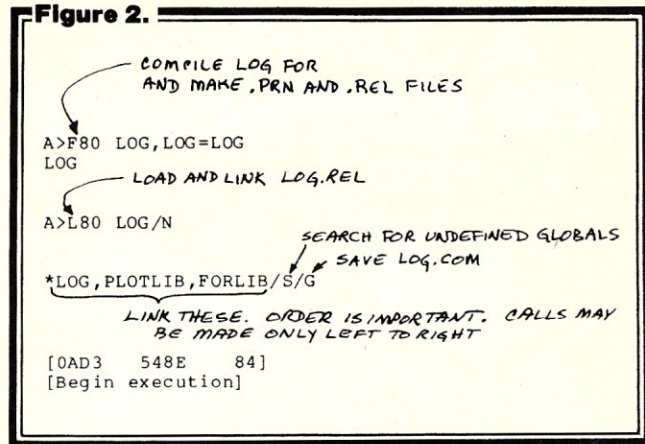 Figure 2.
COMPILE LOG FOR
AND MAKE .PRN AND .REL FILES
A>F80 LOG,LOG=LOG
LOG
LOAD AND LINK LOG.REL
A>L80 LOG/N
SEARCH FOR UNDEFINED GLOBALS
SAVE LOG.COM
*LOG,PLOTLIB,FORLIB/S/G
LINK THESE. ORDER IS IMPORTANT. CALLS MAY
BE MADE ONLY LEFT TO RIGHT
[0AD3 548E 84]
[Begin execution]